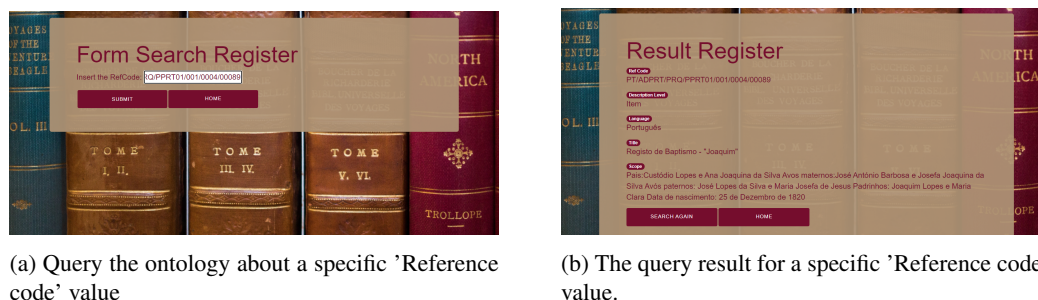 YAGES
OF THE
NORTH
AMERICA
VOL. III
Form Search Register
Insert the RefCode: RQ/PPRT01/001/0004/00089
SUBMIT HOME
TOME
I, II.
TOME
III. IV.
TOME
V. VI.
TROLLOPE
(a) Query the ontology about a specific ’Reference
code’ value
Result Register
Ref Code
PT/ADPRT/PRQ/PPRT01/001/0004/00089
Description Level
Item
Language
Português
Title
Registo de Baptismo - "Joaquim"
Scope
Pais:Custódio Lopes e Ana Joaquina da Silva Avos maternos:José António Barbosa e Josefa Joaquina da
Silva Avós paternos: José Lopes da Silva e Maria Josefa de Jesus Padrinhos: Joaquim Lopes e Maria
Clara Data de nascimento: 25 de Dezembro de 1820
SEARCH AGAIN HOME
(b) The query result for a specific ’Reference code
value.